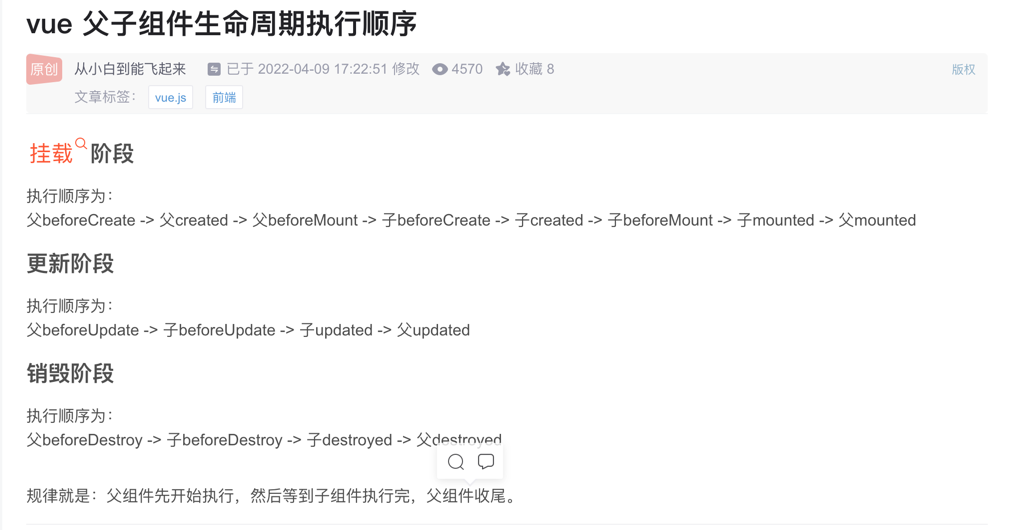 vue 父子组件生命周期执行顺序
原创 从小白到能飞起来 已于 2022-04-09 17:22:51 修改 4570 收藏 8 版权
文章标签： vue.js 前端
挂载阶段
执行顺序为：
父beforeCreate -> 父created -> 父beforeMount -> 子beforeCreate -> 子created -> 子beforeMount -> 子mounted -> 父mounted
更新阶段
执行顺序为：
父beforeUpdate -> 子beforeUpdate -> 子updated -> 父updated
销毁阶段
执行顺序为：
父beforeDestroy -> 子beforeDestroy -> 子destroyed -> 父destroyed
规律就是：父组件先开始执行，然后等到子组件执行完，父组件收尾。